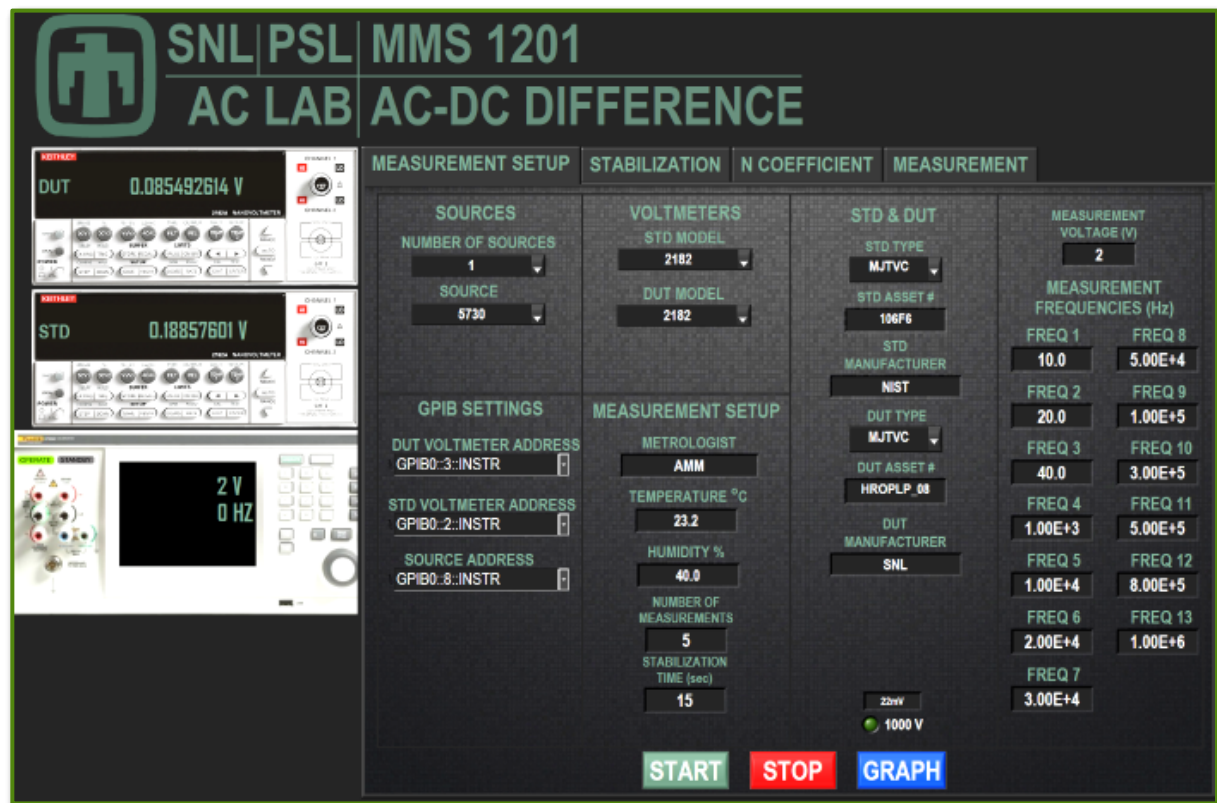 SNL|PSL MMS 1201
AC LAB AC-DC DIFFERENCE
KEITHLEY
DUT 0.085492614 V
KEITHLEY
STD 0.18857601 V
OPERATE STANDBY
2 V
0 HZ
MEASUREMENT SETUP STABILIZATION N COEFFICIENT MEASUREMENT
SOURCES
NUMBER OF SOURCES
1
SOURCE
5730
VOLTMETERS
STD MODEL
2182
DUT MODEL
2182
GPIB SETTINGS
DUT VOLTMETER ADDRESS
GPIB0::3::INSTR
STD VOLTMETER ADDRESS
GPIB0::2::INSTR
SOURCE ADDRESS
GPIB0::8::INSTR
MEASUREMENT SETUP
METROLOGIST
AMM
TEMPERATURE °C
23.2
HUMIDITY %
40.0
NUMBER OF
MEASUREMENTS
5
STABILIZATION
TIME (sec)
15
STD & DUT
STD TYPE
MJTVC
STD ASSET #
106F6
STD
MANUFACTURER
NIST
DUT TYPE
MJTVC
DUT ASSET #
HROPLP_08
DUT
MANUFACTURER
SNL
22mV
1000 V
MEASUREMENT
VOLTAGE (V)
2
MEASUREMENT
FREQUENCIES (Hz)
FREQ 1 FREQ 8
10.0 5.00E+4
FREQ 2 FREQ 9
20.0 1.00E+5
FREQ 3 FREQ 10
40.0 3.00E+5
FREQ 4 FREQ 11
1.00E+3 5.00E+5
FREQ 5 FREQ 12
1.00E+4 8.00E+5
FREQ 6 FREQ 13
2.00E+4 1.00E+6
FREQ 7
3.00E+4
START STOP GRAPH